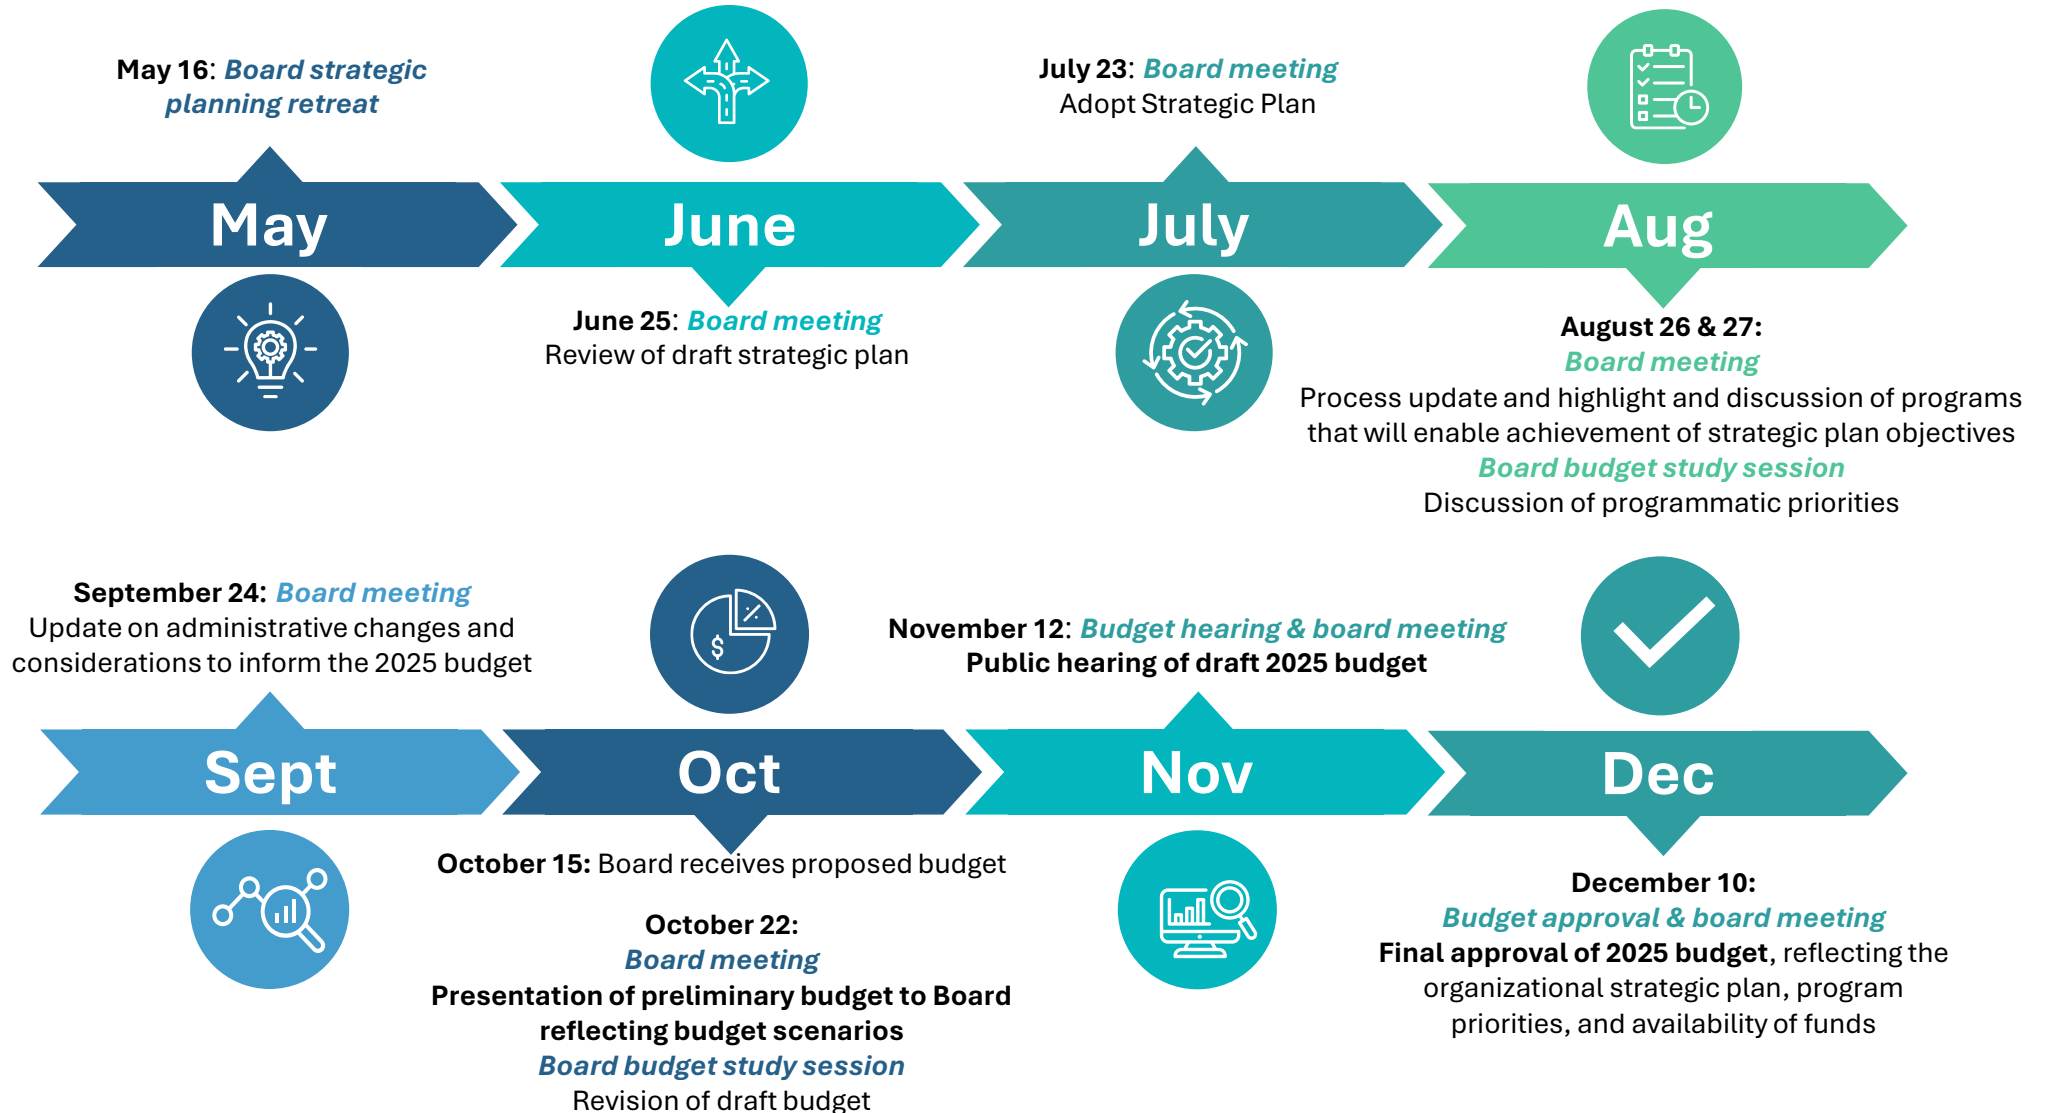 May 16: Board strategic
planning retreat
July 23: Board meeting
Adopt Strategic Plan
May
June
July
Aug
June 25: Board meeting
Review of draft strategic plan
August 26 & 27:
Board meeting
Process update and highlight and discussion of programs
that will enable achievement of strategic plan objectives
Board budget study session
Discussion of programmatic priorities
September 24: Board meeting
Update on administrative changes and
considerations to inform the 2025 budget
% $
November 12: Budget hearing & board meeting
Public hearing of draft 2025 budget
Sept
Oct
Nov
Dec
October 15: Board receives proposed budget
October 22:
Board meeting
Presentation of preliminary budget to Board
reflecting budget scenarios
Board budget study session
Revision of draft budget
December 10:
Budget approval & board meeting
Final approval of 2025 budget, reflecting the
organizational strategic plan, program
priorities, and availability of funds